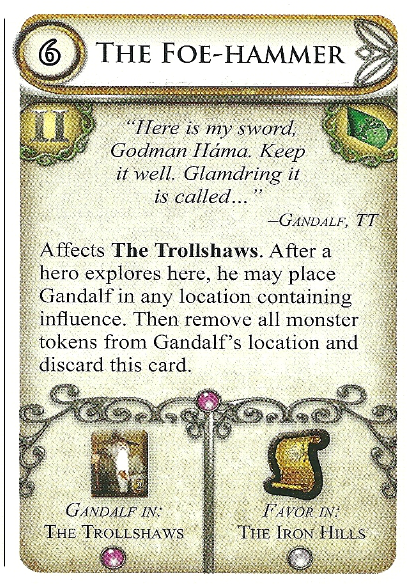 6 THE FOE-HAMMER
II
“Here is my sword,
Godman Háma. Keep
it well. Glamdring it
is called…”
–GANDALF, TT
Affects The Trollshaws. After a
hero explores here, he may place
Gandalf in any location containing
influence. Then remove all monster
tokens from Gandalf’s location and
discard this card.
GANDALF IN:
THE TROLLSHAWS
FAVOR IN:
THE IRON HILLS